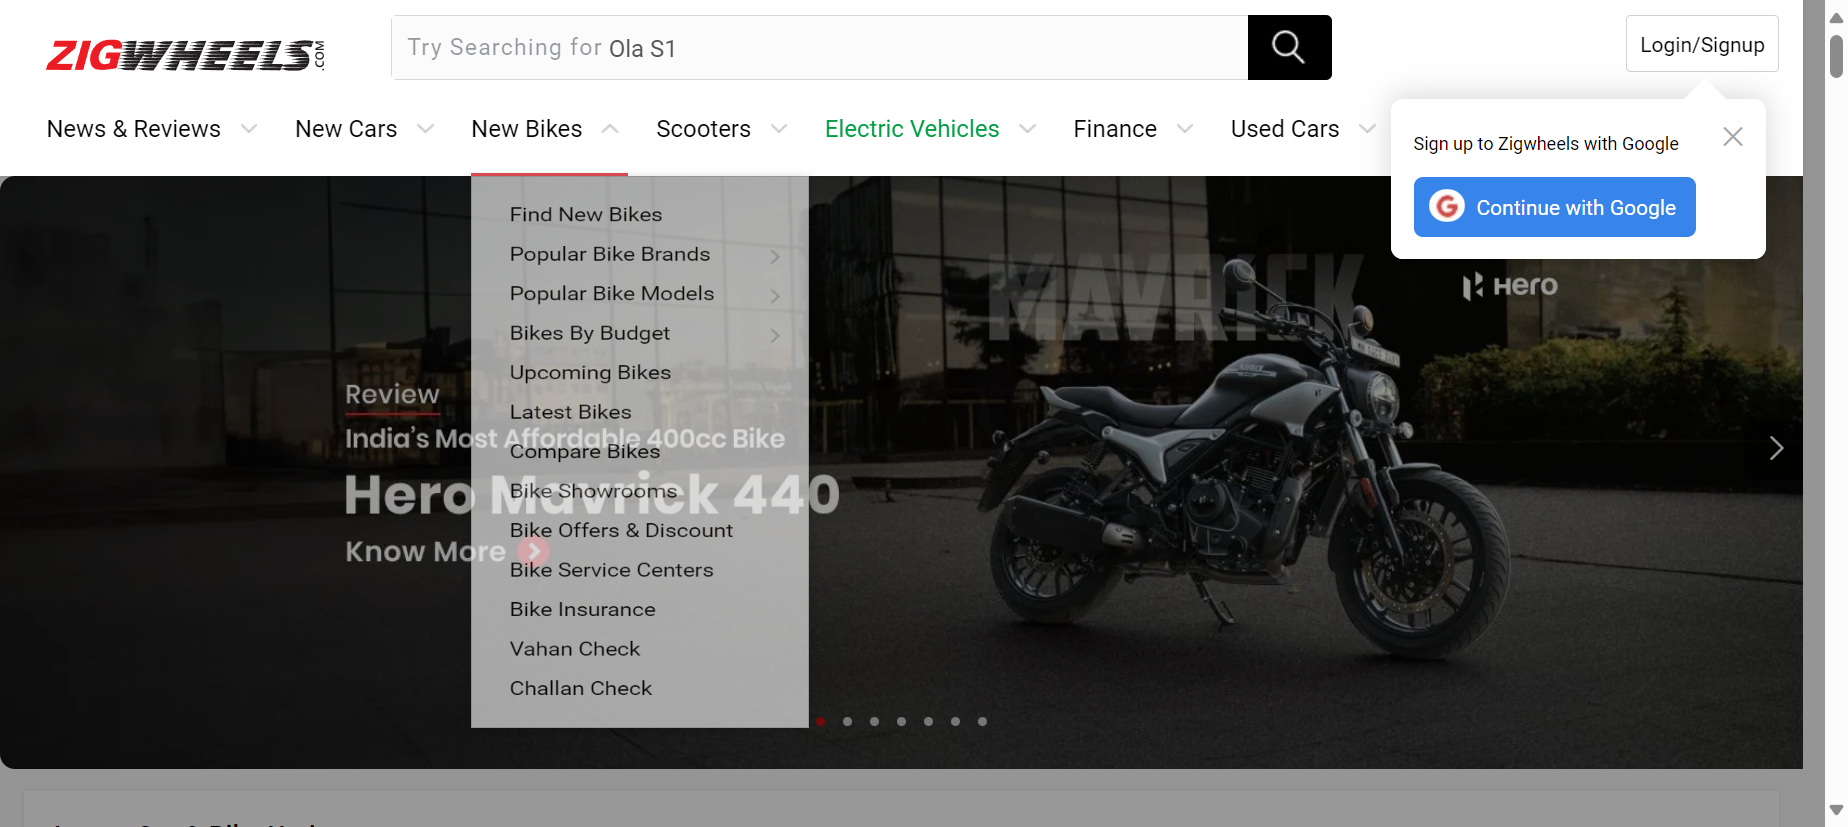 ZIGWHEELS.COM
Try Searching for Ola S1
Login/Signup
News & Reviews
New Cars
New Bikes
Scooters
Electric Vehicles
Finance
Used Cars
Sign up to Zigwheels with Google
Continue with Google
Find New Bikes
Popular Bike Brands
Popular Bike Models
Bikes By Budget
Upcoming Bikes
Latest Bikes
Compare Bikes
Bike Showrooms
Bike Offers & Discount
Bike Service Centers
Bike Insurance
Vahan Check
Challan Check
Review
India's Most Affordable 400cc Bike
Hero Mavrick 440
Know More
MAVRICK
Hero